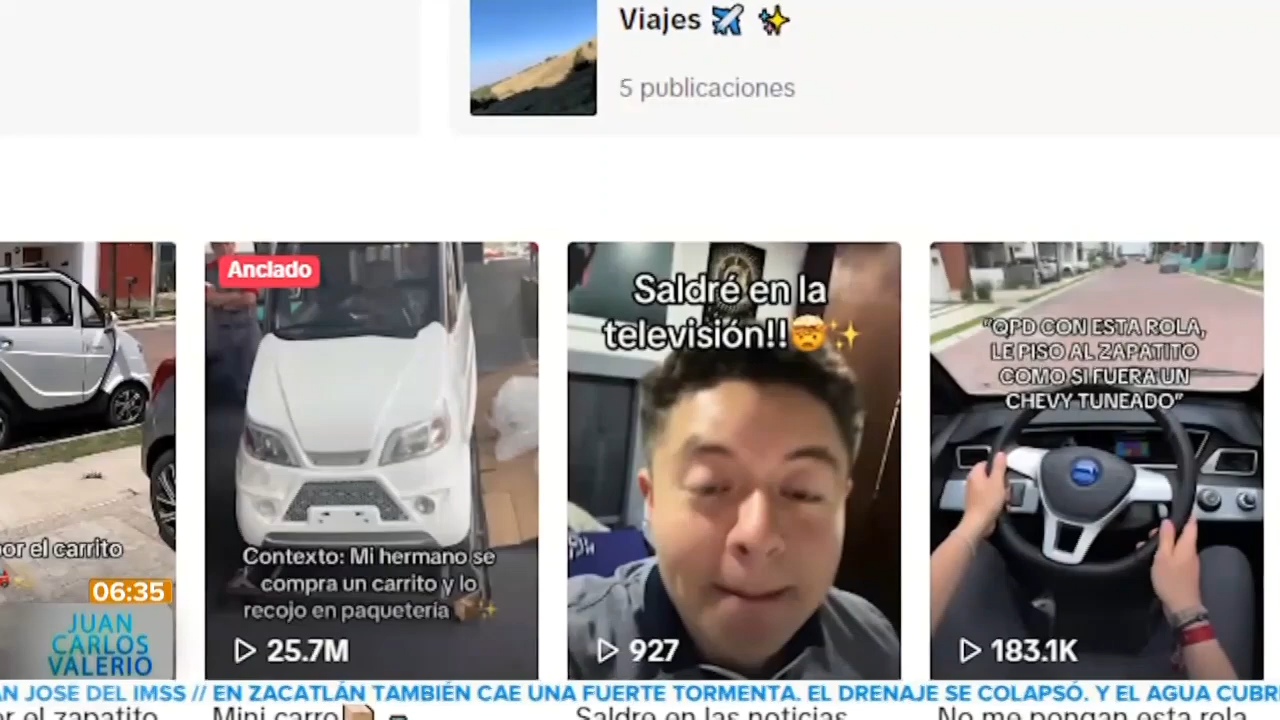 Viajes ✈️ ✨
5 publicaciones
Anclado
Saldré en la
televisión!!🤯✨
"QPD CON ESTA ROLA,
LE PISO AL ZAPATITO
COMO SI FUERA UN
CHEVY TUNEADO"
por el carrito
Contexto: Mi hermano se
compra un carrito y lo
recojo en paqueteria 📦✨
06:35
JUAN
CARLOS
VALERIO
25.7M
927
183.1K
AN JOSE DEL IMSS // EN ZACATLÁN TAMBIÉN CAE UNA FUERTE TORMENTA. EL DRENAJE SE COLAPSÓ. Y EL AGUA CUBRI
or el zapatito
Mini carro📦
Saldre en las noticias
No me pongan esta rola